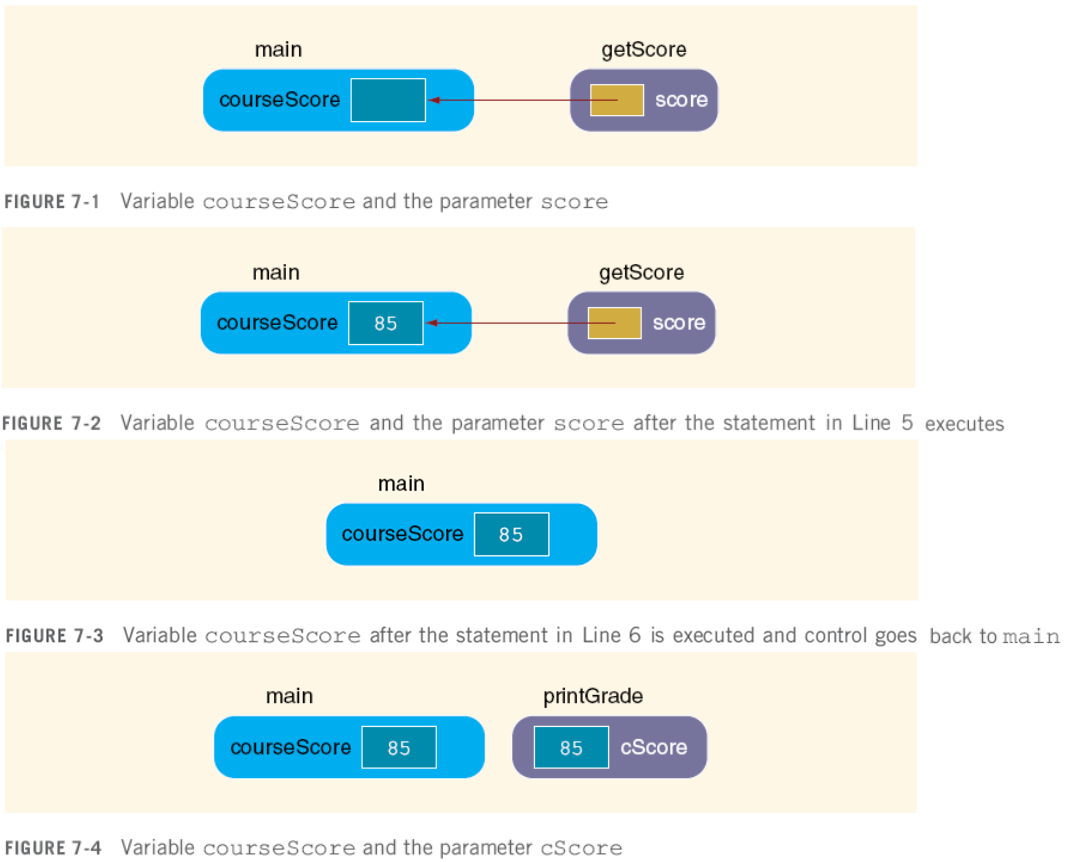 main getScore
courseScore score
FIGURE 7-1 Variable courseScore and the parameter score
main getScore
courseScore 85 score
FIGURE 7-2 Variable courseScore and the parameter score after the statement in Line 5 executes
main
courseScore 85
FIGURE 7-3 Variable courseScore after the statement in Line 6 is executed and control goes back to main
main printGrade
courseScore 85 85 cScore
FIGURE 7-4 Variable courseScore and the parameter cScore